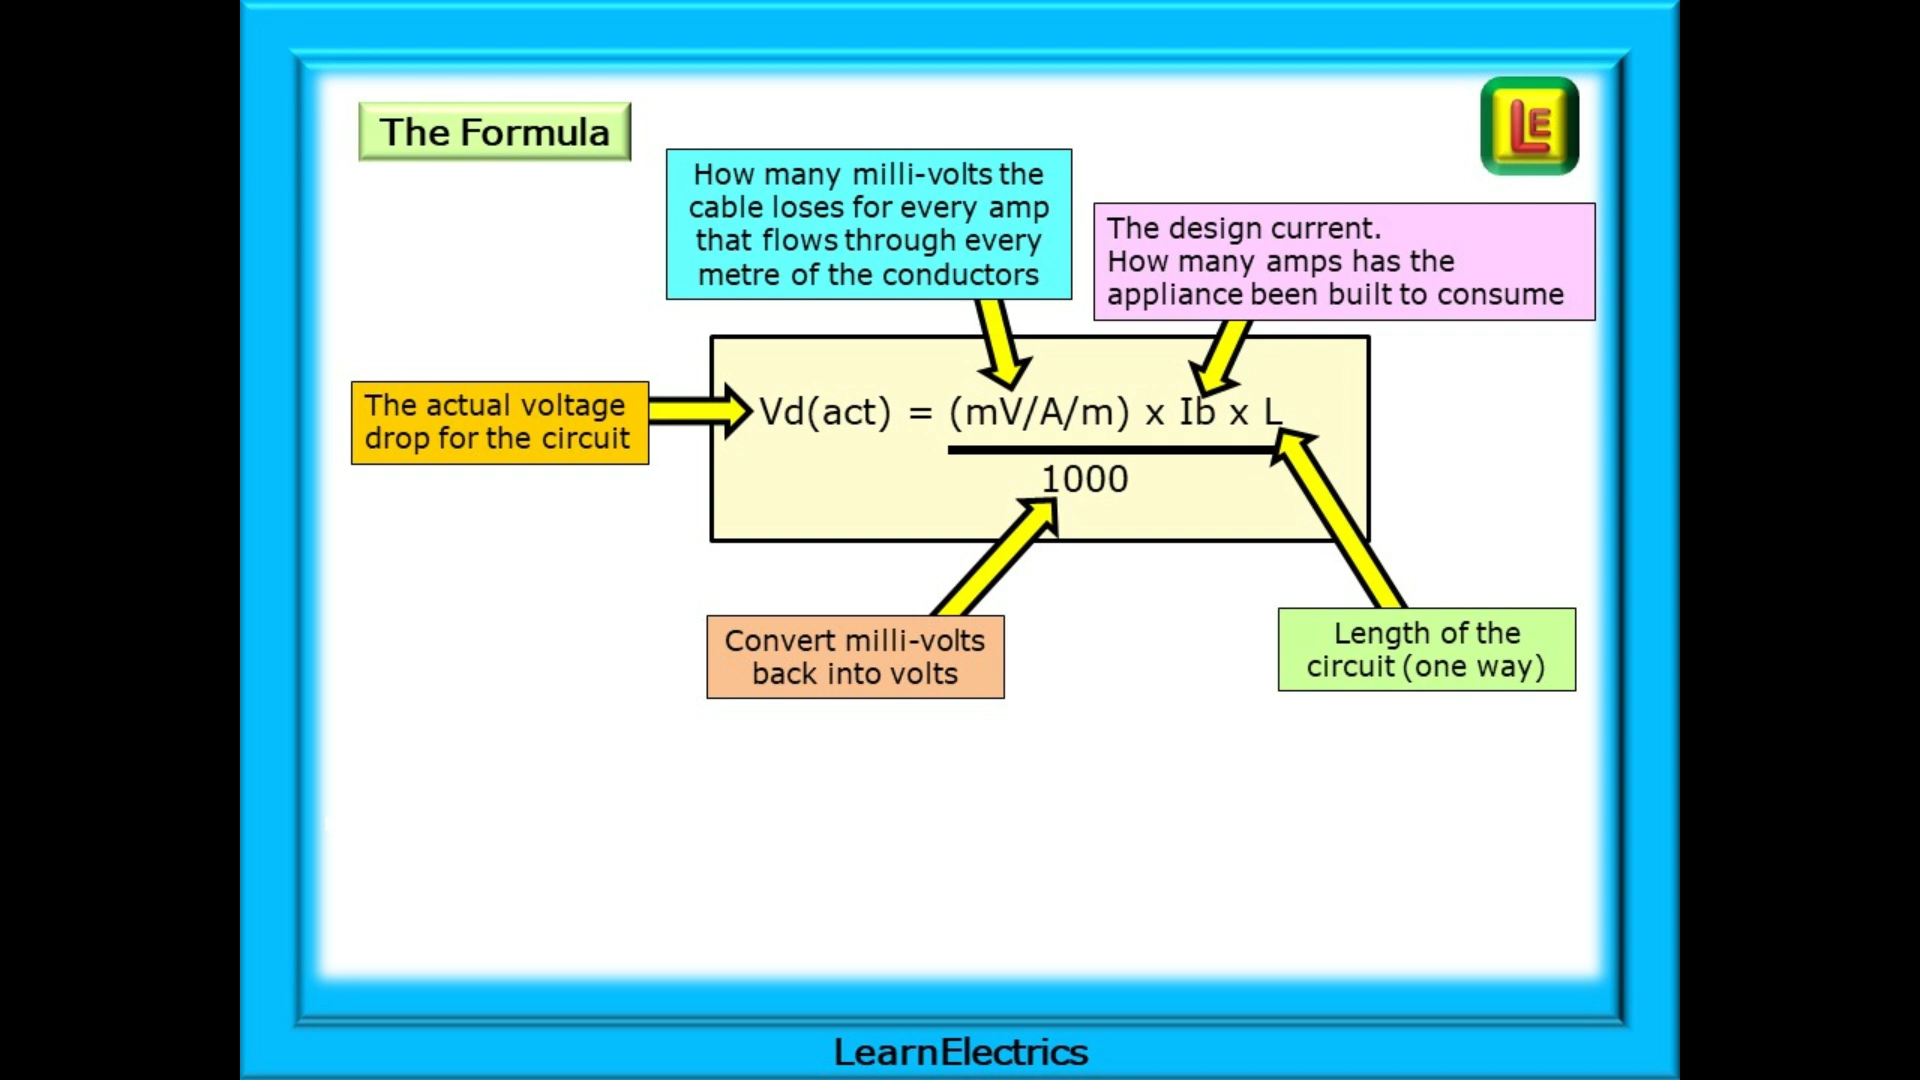 The Formula
LE
How many milli-volts the
cable loses for every amp
that flows through every
metre of the conductors
The design current.
How many amps has the
appliance been built to consume
The actual voltage
drop for the circuit
Vd(act) = (mV/A/m) x Ib x L
1000
Convert milli-volts
back into volts
Length of the
circuit (one way)
LearnElectrics